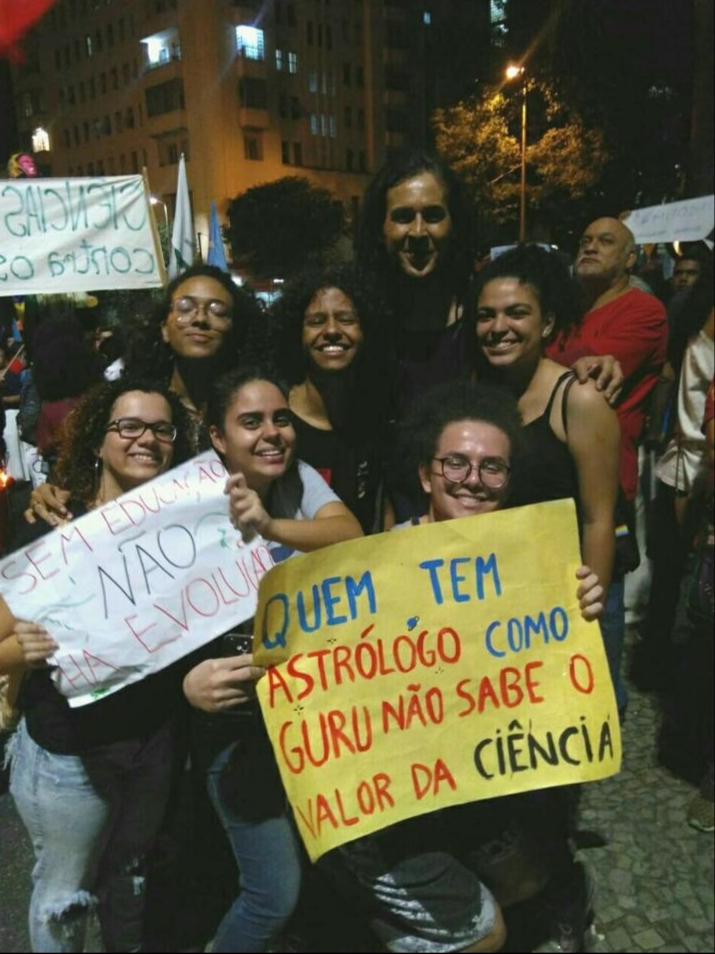 CIÊNCIAS
contra os
SEM EDUCAÇÃO
NÃO
HÁ EVOLUÇÃO
QUEM TEM
ASTRÓLOGO COMO
GURU NÃO SABE O
VALOR DA CIÊNCIA